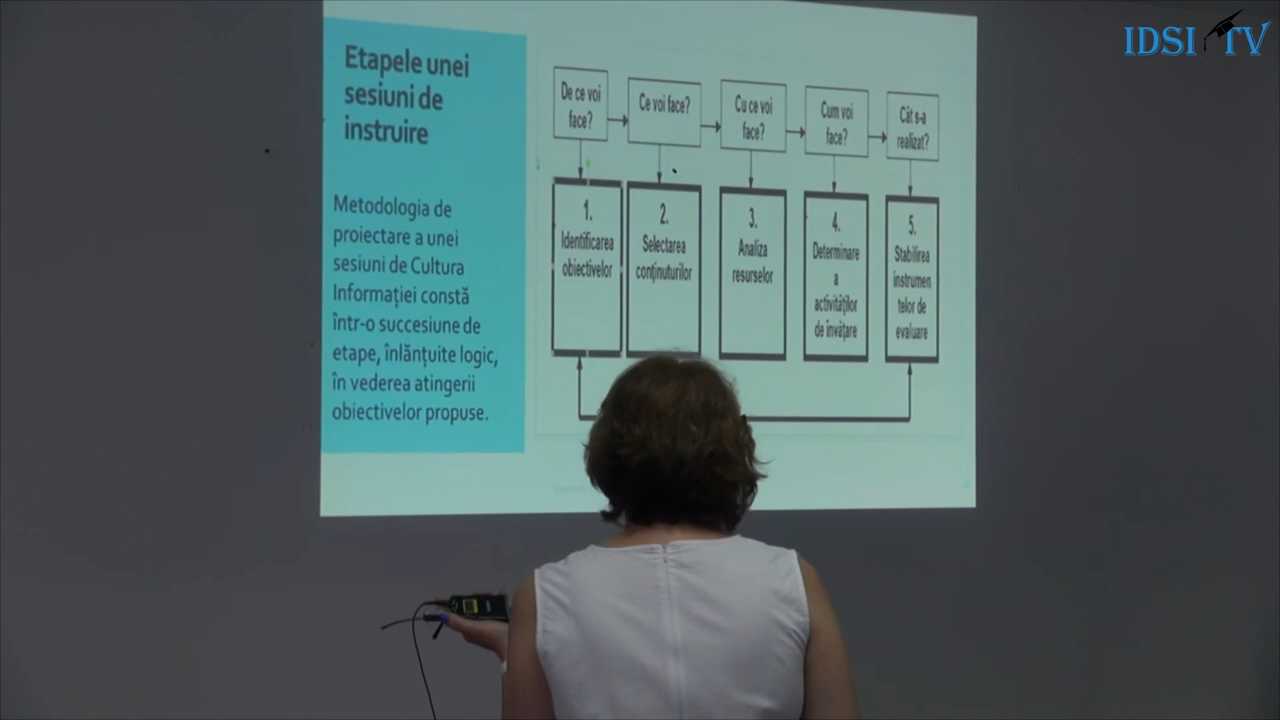 IDSI TV
Etapele unei
sesiuni de
instruire
Metodologia de
proiectare a unei
sesiuni de Cultura
Informației constă
într-o succesiune de
etape, înlănțuite logic,
în vederea atingerii
obiectivelor propuse.
De ce voi
face?
Ce voi face?
Cu ce voi
face?
Cum voi
face?
Cât s-a
realizat?
1.
Identificarea
obiectivelor
2.
Selectarea
conținuturilor
3.
Analiza
resurselor
4.
Determinare
a
activităților
de învățare
5.
Stabilirea
instrumen
telor de
evaluare